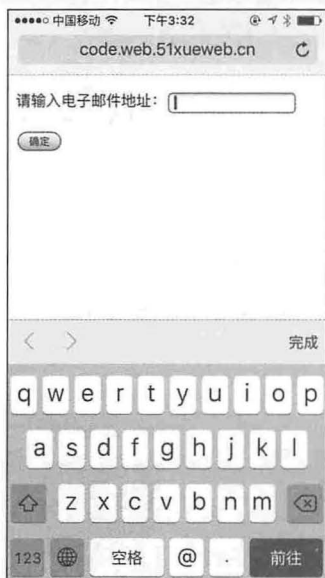 中国移动 下午3:32
code.web.51xueweb.cn
请输入电子邮件地址：
确定
完成
q w e r t y u i o p
a s d f g h j k l
z x c v b n m
123 空格 @ . 前往